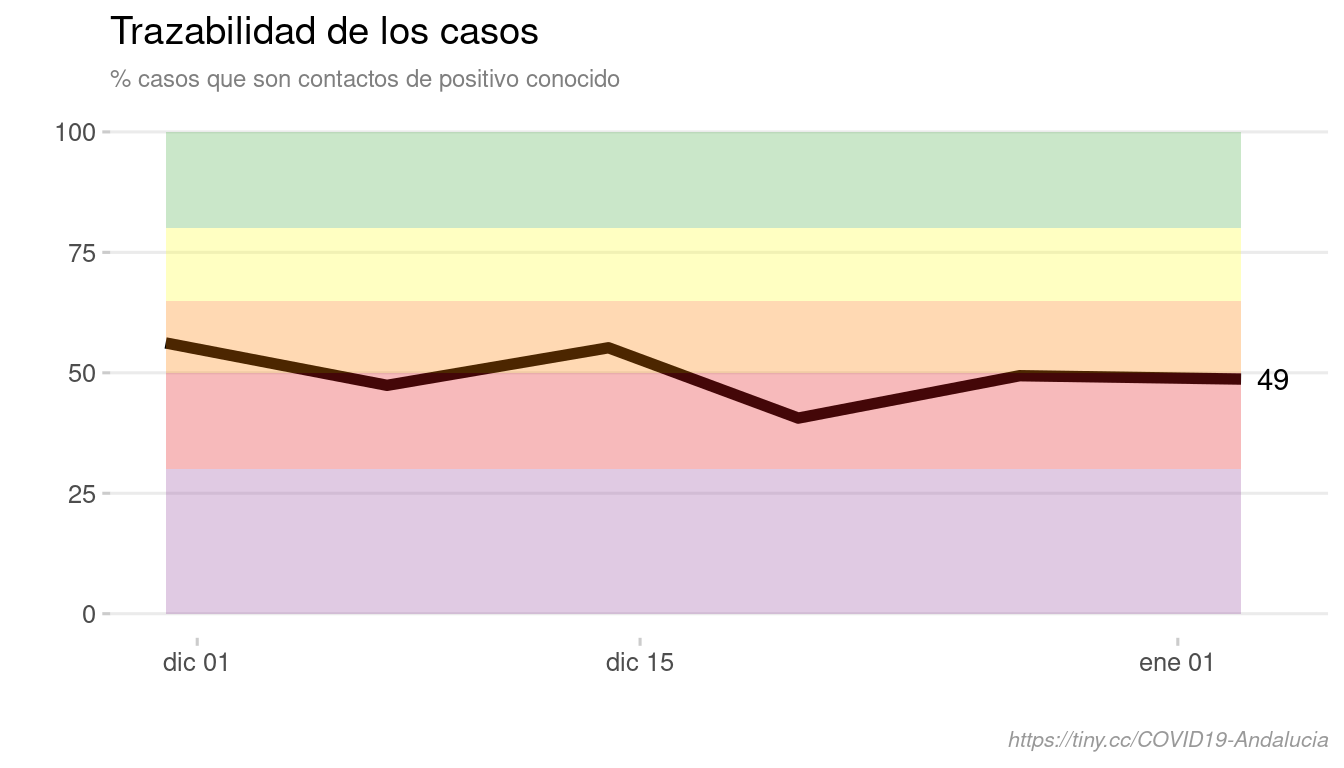 Trazabilidad de los casos
% casos que son contactos de positivo conocido
100
75
50
49
25
0
dic 01 dic 15 ene 01
https://tiny.cc/COVID19-Andalucia